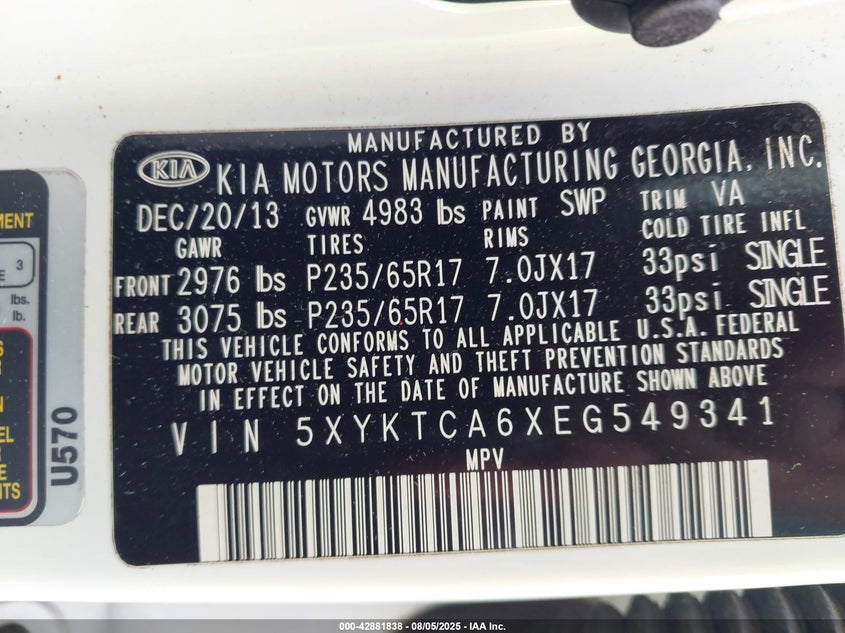 MANUFACTURED BY
KIA KIA MOTORS MANUFACTURING GEORGIA, INC.
DEC/20/13 GVWR 4983 lbs PAINT SWP TRIM VA
GAWR TIRES RIMS COLD TIRE INFL
FRONT 2976 lbs P235/65R17 7.0JX17 33psi SINGLE
REAR 3075 lbs P235/65R17 7.0JX17 33psi SINGLE
THIS VEHICLE CONFORMS TO ALL APPLICABLE U.S.A. FEDERAL
MOTOR VEHICLE SAFETY AND THEFT PREVENTION STANDARDS
IN EFFECT ON THE DATE OF MANUFACTURE SHOWN ABOVE
VIN 5XYKTCA6XEG549341
MPV
3
lbs.
lb.
U570
000-42881838 - 08/05/2025 - IAA Inc.